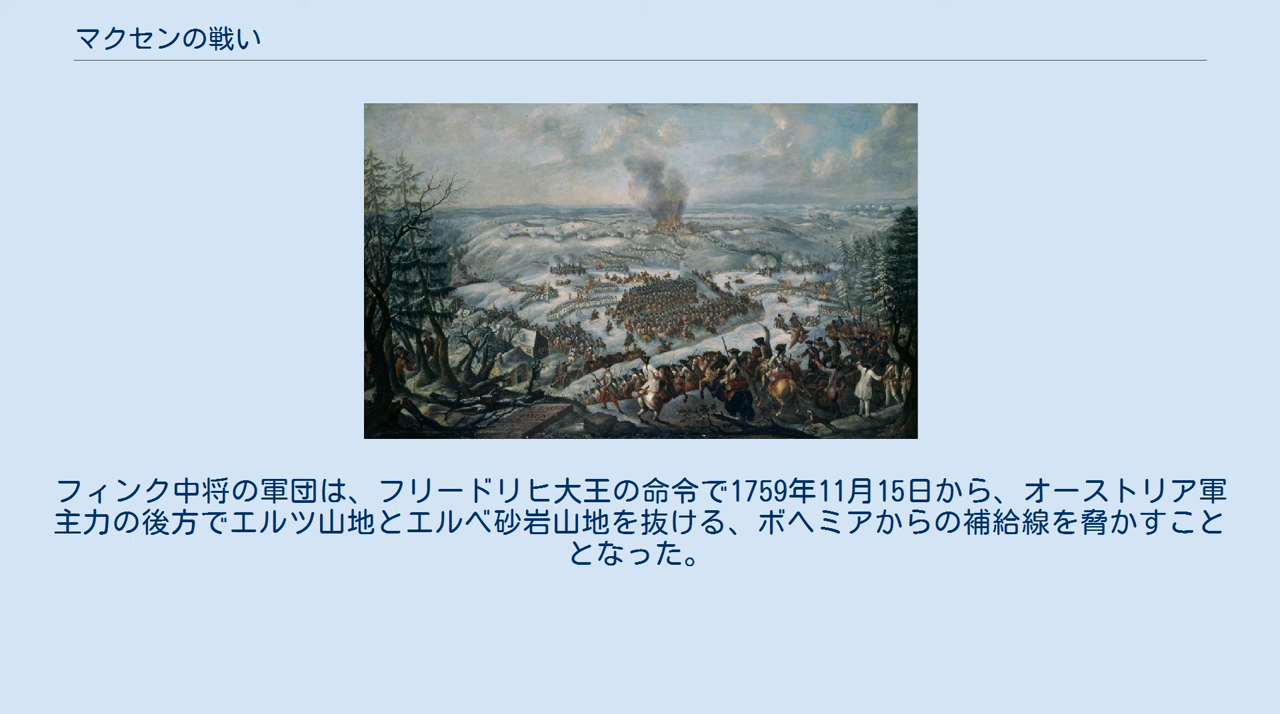 マクセンの戦い
フィンク中将の軍団は、フリードリヒ大王の命令で1759年11月15日から、オーストリア軍
主力の後方でエルツ山地とエルベ砂岩山地を抜ける、ボヘミアからの補給線を脅かすこと
となった。